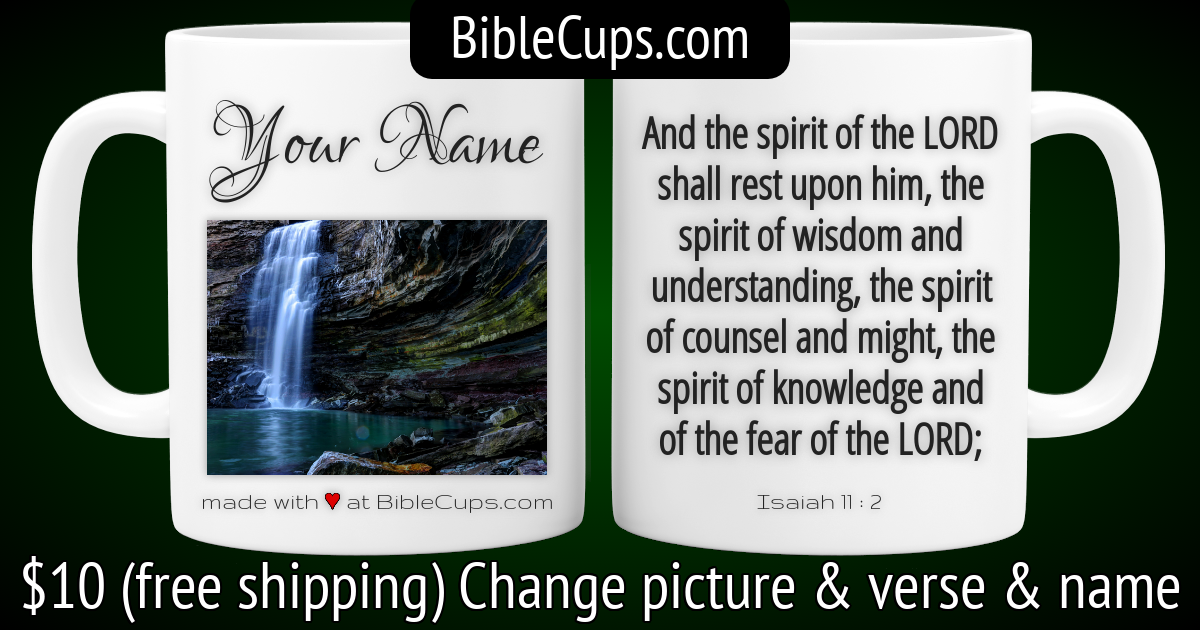 BibleCups.com
Your Name
made with ♥ at BibleCups.com
And the spirit of the LORD
shall rest upon him, the
spirit of wisdom and
understanding, the spirit
of counsel and might, the
spirit of knowledge and
of the fear of the LORD;
Isaiah 11 : 2
$10 (free shipping) Change picture & verse & name